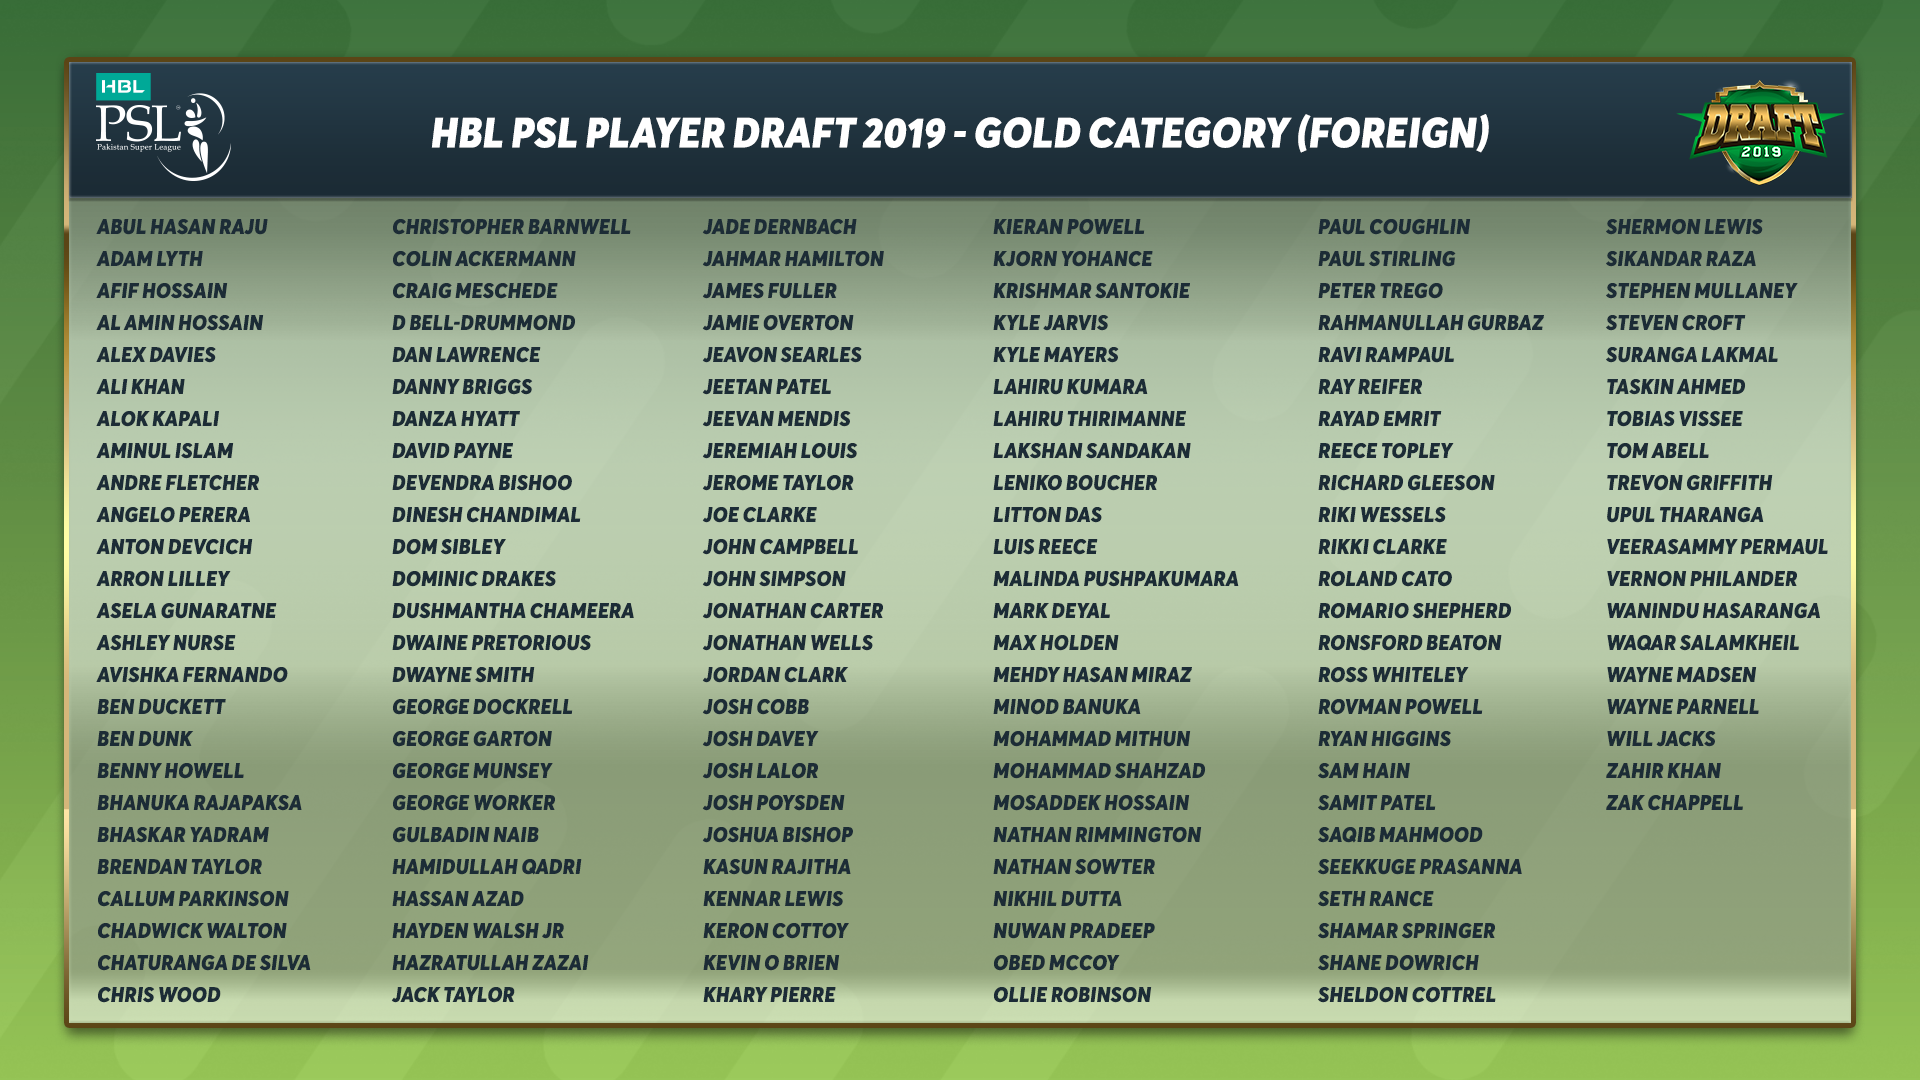 HBL
PSL
Pakistan Super League
HBL PSL PLAYER DRAFT 2019 - GOLD CATEGORY (FOREIGN)
DRAFT
2019
ABUL HASAN RAJU
ADAM LYTH
AFIF HOSSAIN
AL AMIN HOSSAIN
ALEX DAVIES
ALI KHAN
ALOK KAPALI
AMINUL ISLAM
ANDRE FLETCHER
ANGELO PERERA
ANTON DEVCICH
ARRON LILLEY
ASELA GUNARATNE
ASHLEY NURSE
AVISHKA FERNANDO
BEN DUCKETT
BEN DUNK
BENNY HOWELL
BHANUKA RAJAPAKSA
BHASKAR YADRAM
BRENDAN TAYLOR
CALLUM PARKINSON
CHADWICK WALTON
CHATURANGA DE SILVA
CHRIS WOOD
CHRISTOPHER BARNWELL
COLIN ACKERMANN
CRAIG MESCHEDE
D BELL-DRUMMOND
DAN LAWRENCE
DANNY BRIGGS
DANZA HYATT
DAVID PAYNE
DEVENDRA BISHOO
DINESH CHANDIMAL
DOM SIBLEY
DOMINIC DRAKES
DUSHMANTHA CHAMEERA
DWAINE PRETORIOUS
DWAYNE SMITH
GEORGE DOCKRELL
GEORGE GARTON
GEORGE MUNSEY
GEORGE WORKER
GULBADIN NAIB
HAMIDULLAH QADRI
HASSAN AZAD
HAYDEN WALSH JR
HAZRATULLAH ZAZAI
JACK TAYLOR
JADE DERNBACH
JAHMAR HAMILTON
JAMES FULLER
JAMIE OVERTON
JEAVON SEARLES
JEETAN PATEL
JEEVAN MENDIS
JEREMIAH LOUIS
JEROME TAYLOR
JOE CLARKE
JOHN CAMPBELL
JOHN SIMPSON
JONATHAN CARTER
JONATHAN WELLS
JORDAN CLARK
JOSH COBB
JOSH DAVEY
JOSH LALOR
JOSH POYSDEN
JOSHUA BISHOP
KASUN RAJITHA
KENNAR LEWIS
KERON COTTOY
KEVIN O BRIEN
KHARY PIERRE
KIERAN POWELL
KJORN YOHANCE
KRISHMAR SANTOKIE
KYLE JARVIS
KYLE MAYERS
LAHIRU KUMARA
LAHIRU THIRIMANNE
LAKSHAN SANDAKAN
LENIKO BOUCHER
LITTON DAS
LUIS REECE
MALINDA PUSHPAKUMARA
MARK DEYAL
MAX HOLDEN
MEHDY HASAN MIRAZ
MINOD BANUKA
MOHAMMAD MITHUN
MOHAMMAD SHAHZAD
MOSADDEK HOSSAIN
NATHAN RIMMINGTON
NATHAN SOWTER
NIKHIL DUTTA
NUWAN PRADEEP
OBED MCCOY
OLLIE ROBINSON
PAUL COUGHLIN
PAUL STIRLING
PETER TREGO
RAHMANULLAH GURBAZ
RAVI RAMPAUL
RAY REIFER
RAYAD EMRIT
REECE TOPLEY
RICHARD GLEESON
RIKI WESSELS
RIKKI CLARKE
ROLAND CATO
ROMARIO SHEPHERD
RONSFORD BEATON
ROSS WHITELEY
ROVMAN POWELL
RYAN HIGGINS
SAM HAIN
SAMIT PATEL
SAQIB MAHMOOD
SEEKKUGE PRASANNA
SETH RANCE
SHAMAR SPRINGER
SHANE DOWRICH
SHELDON COTTREL
SHERMON LEWIS
SIKANDAR RAZA
STEPHEN MULLANEY
STEVEN CROFT
SURANGA LAKMAL
TASKIN AHMED
TOBIAS VISSEE
TOM ABELL
TREVON GRIFFITH
UPUL THARANGA
VEERASAMMY PERMAUL
VERNON PHILANDER
WANINDU HASARANGA
WAQAR SALAMKHEIL
WAYNE MADSEN
WAYNE PARNELL
WILL JACKS
ZAHIR KHAN
ZAK CHAPPELL